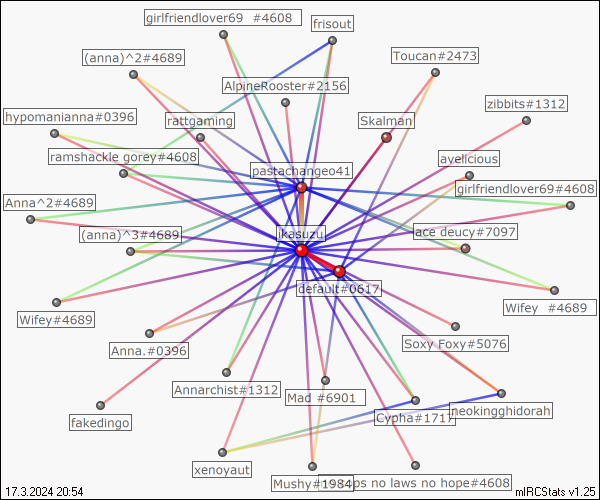 girlfriendlover69 #4608
frisout
(anna)^2#4689
Toucan#2473
AlpineRooster#2156
zibbits#1312
hypomanianna#0396
rattgaming
Skalman
ramshackle gorey#4608
ayelicious
pastachangeo41
girlfriendlover69#4608
Anna^2#4689
(anna)^3#4689
jkasuzu
ace deucy#7097
default#0617
Wifey#4689
Wifey #4689
Anna.#0396
Soxy Foxy#5076
Annarchist#1312
Mad #6901
fakedingo
Cypha#1717
neokingghidorah
xenoyaut
Mushy#1984
no laws no hope#4608
17.3.2024 20:54
mIRCStats v1.25